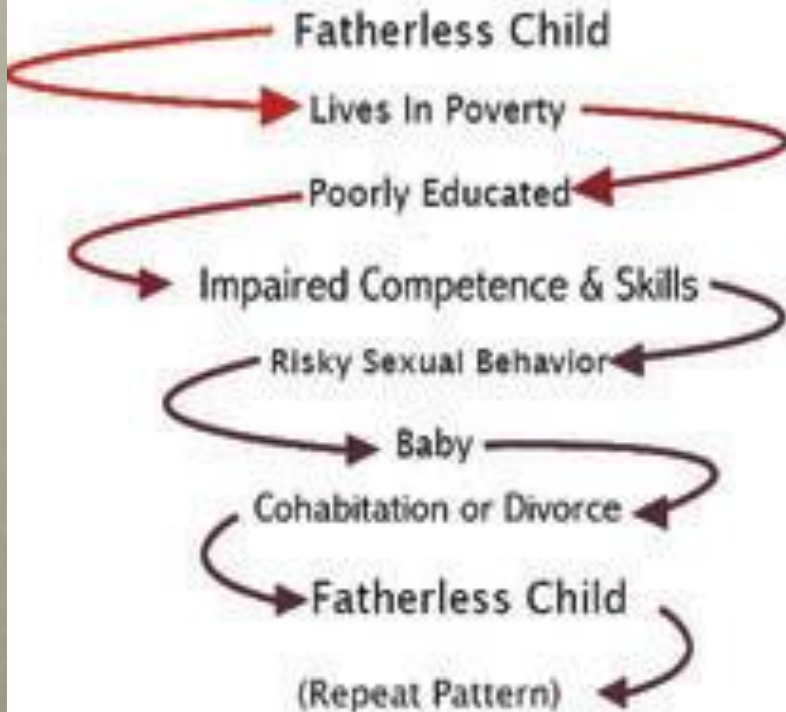 Fatherless Child
Lives In Poverty
Poorly Educated
Impaired Competence & Skills
Risky Sexual Behavior
Baby
Cohabitation or Divorce
Fatherless Child
(Repeat Pattern)